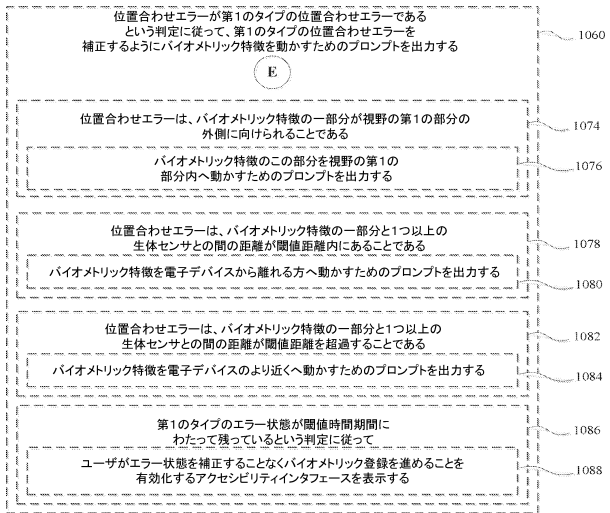 位置合わせエラーが第1のタイプの位置合わせエラーである
という判定に従って、第1のタイプの位置合わせエラーを
補正するようにバイオメトリック特徴を動かすためのプロンプトを出力する
1060
E
位置合わせエラーは、バイオメトリック特徴の一部分が視野の第1の部分の
外側に向けられることである
1074
バイオメトリック特徴のこの部分を視野の第1の
部分内へ動かすためのプロンプトを出力する
1076
位置合わせエラーは、バイオメトリック特徴の一部分と1つ以上の
生体センサとの間の距離が閾値距離内にあることである
1078
バイオメトリック特徴を電子デバイスから離れる方へ動かすためのプロンプトを出力する
1080
位置合わせエラーは、バイオメトリック特徴の一部分と1つ以上の
生体センサとの間の距離が閾値距離を超過することである
1082
バイオメトリック特徴を電子デバイスのより近くへ動かすためのプロンプトを出力する
1084
第1のタイプのエラー状態が閾値時間期間に
わたって残っているという判定に従って
1086
ユーザがエラー状態を補正することなくバイオメトリック登録を進めることを
有効化するアクセシビリティインタフェースを表示する
1088